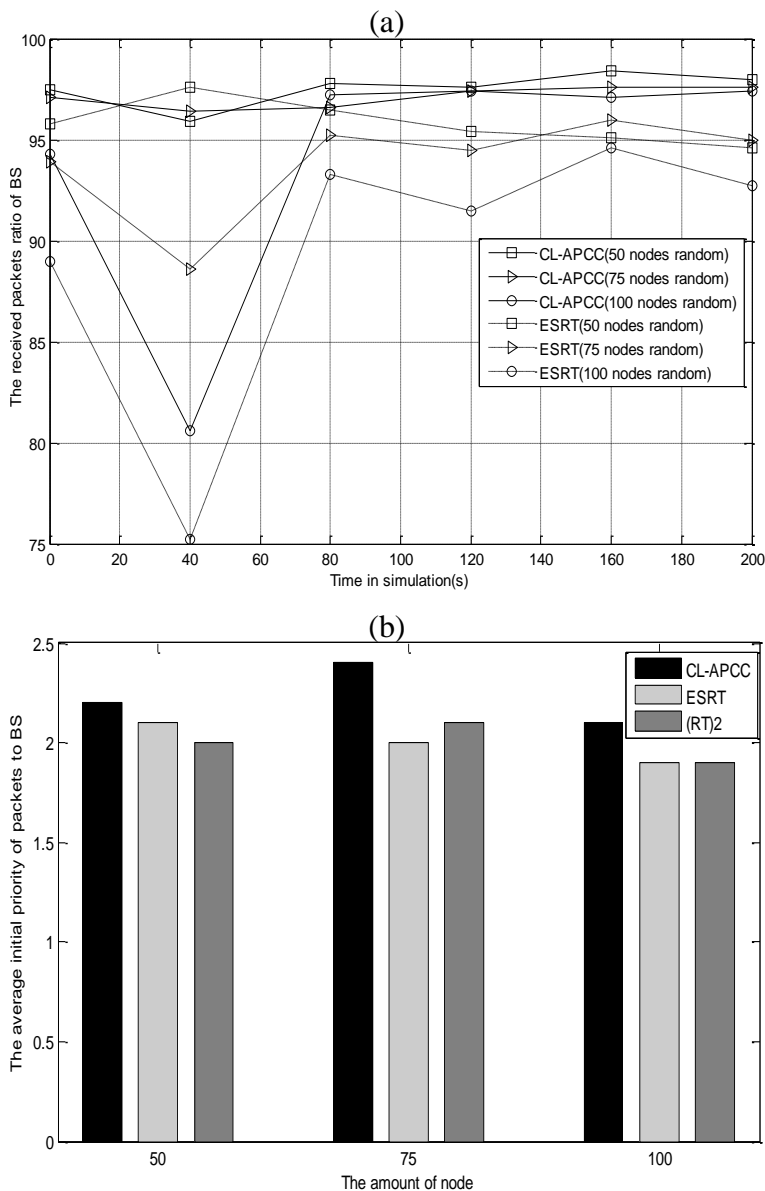 (a)
100
95
90
85
80
75
The received packets ratio of BS
CL-APCC(50 nodes random)
CL-APCC(75 nodes random)
CL-APCC(100 nodes random)
ESRT(50 nodes random)
ESRT(75 nodes random)
ESRT(100 nodes random)
0 20 40 60 80 100 120 140 160 180 200
Time in simulation(s)
(b)
2.5
2
1.5
1
0.5
0
The average initial priority of packets to BS
CL-APCC
ESRT
(RT)2
50 75 100
The amount of node